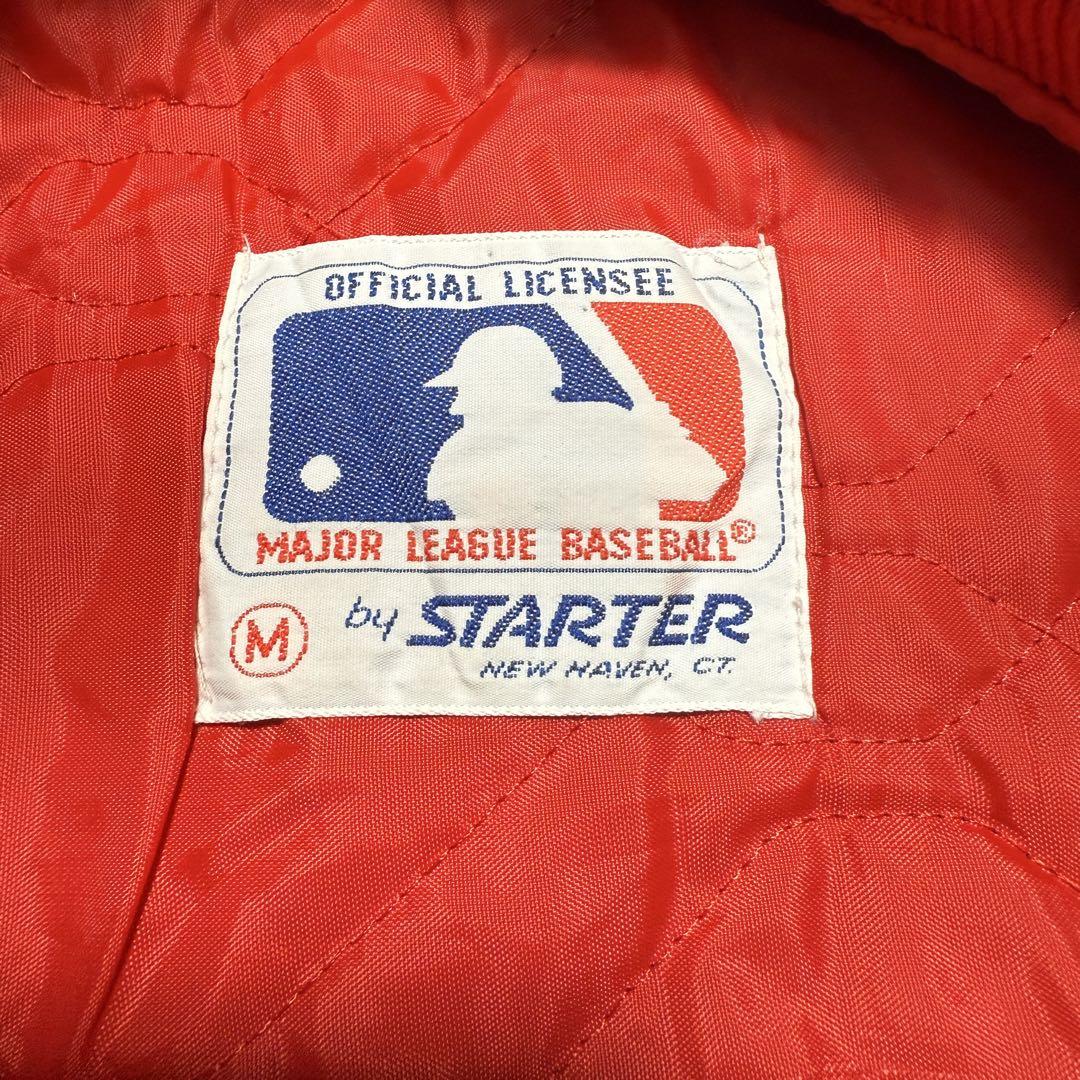 OFFICIAL LICENSEE
MAJOR LEAGUE BASEBALL®
M by STARTER
NEW HAVEN, CT.